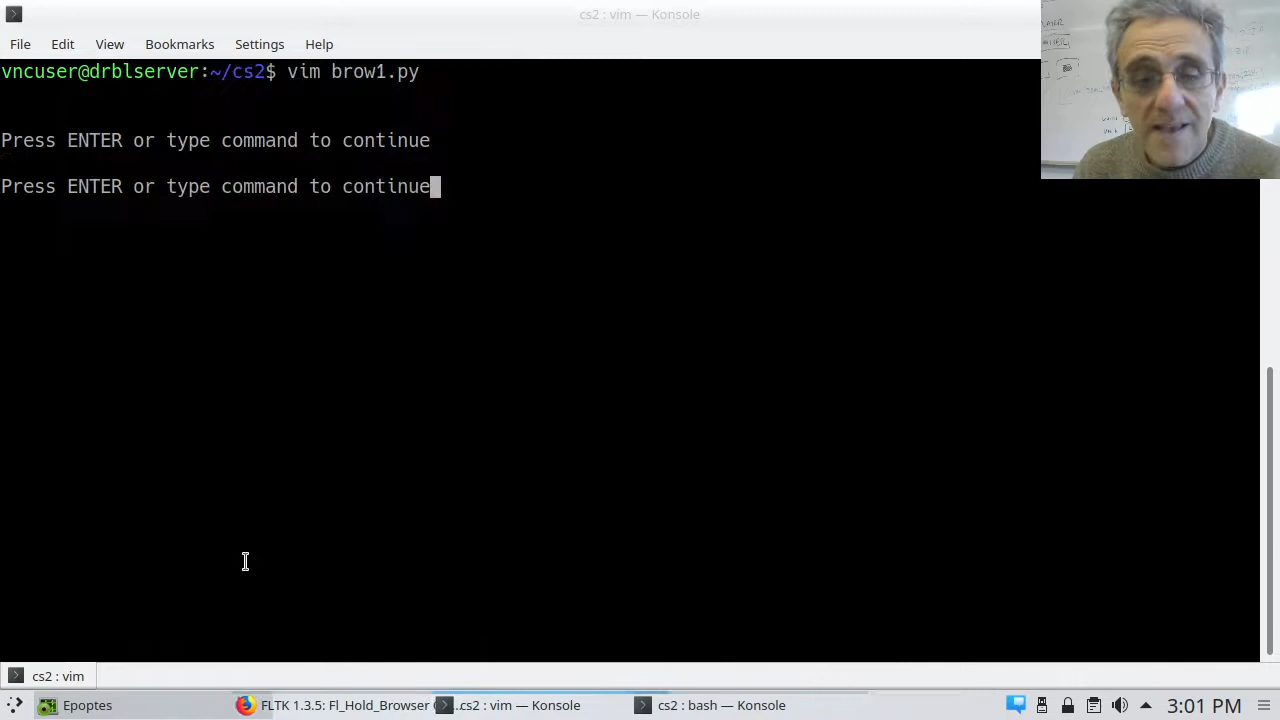 cs2 : vim — Konsole
File Edit View Bookmarks Settings Help
vncuser@drblserver:~/cs2$ vim brow1.py
Press ENTER or type command to continue
Press ENTER or type command to continue
cs2 : vim
Epoptes FLTK 1.3.5: Fl_Hold_Browser (... cs2 : vim — Konsole cs2 : bash — Konsole 3:01 PM